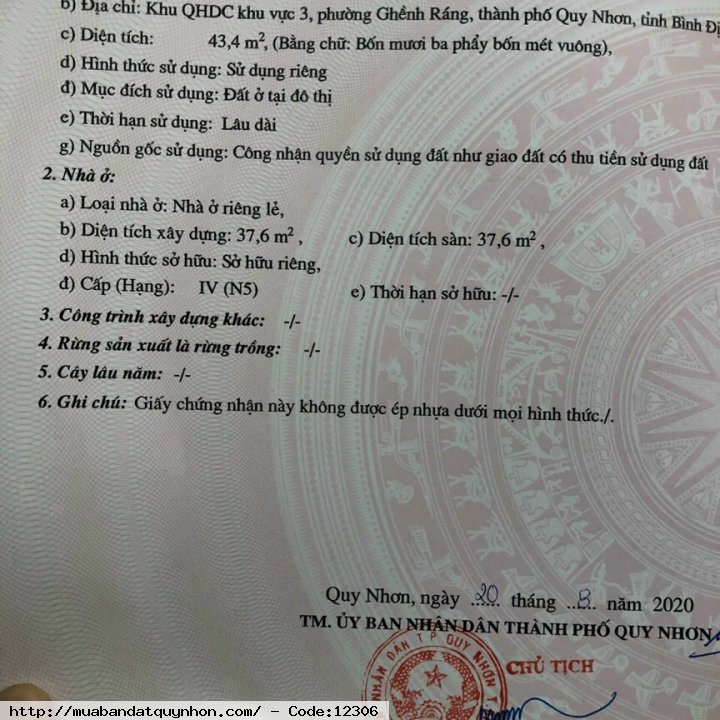 b) Địa chỉ: Khu QHDC khu vực 3, phường Ghềnh Ráng, thành phố Quy Nhơn, tỉnh Bình Đị
c) Diện tích: 43,4 m², (Bằng chữ: Bốn mươi ba phẩy bốn mét vuông),
d) Hình thức sử dụng: Sử dụng riêng
đ) Mục đích sử dụng: Đất ở tại đô thị
e) Thời hạn sử dụng: Lâu dài
g) Nguồn gốc sử dụng: Công nhận quyền sử dụng đất như giao đất có thu tiền sử dụng đất
2. Nhà ở:
a) Loại nhà ở: Nhà ở riêng lẻ,
b) Diện tích xây dựng: 37,6 m² , c) Diện tích sàn: 37,6 m² ,
d) Hình thức sở hữu: Sở hữu riêng,
đ) Cấp (Hạng): IV (N5) e) Thời hạn sở hữu: -/-
3. Công trình xây dựng khác: -/-
4. Rừng sản xuất là rừng trồng: -/-
5. Cây lâu năm: -/-
6. Ghi chú: Giấy chứng nhận này không được ép nhựa dưới mọi hình thức./.
Quy Nhơn, ngày 20 tháng 8 năm 2020
TM. ỦY BAN NHÂN DÂN THÀNH PHỐ QUY NHƠN
CHỦ TỊCH
NHÂN DÂN T.P QUY NHƠN T
http://muabandatquynhon.com/ - Code:12306